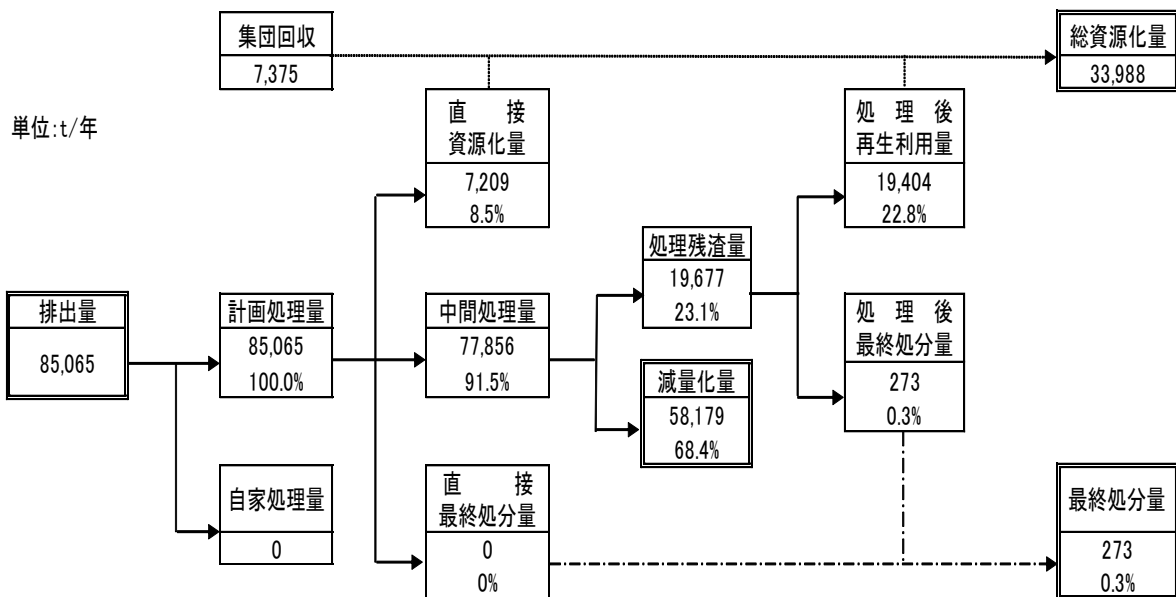 集団回収
7,375
総資源化量
33,988
単位:t/年
直　接
資源化量
7,209
8.5%
処　理　後
再生利用量
19,404
22.8%
処理残渣量
19,677
23.1%
排出量
85,065
計画処理量
85,065
100.0%
中間処理量
77,856
91.5%
処　理　後
最終処分量
273
0.3%
減量化量
58,179
68.4%
自家処理量
0
直　接
最終処分量
0
0%
最終処分量
273
0.3%